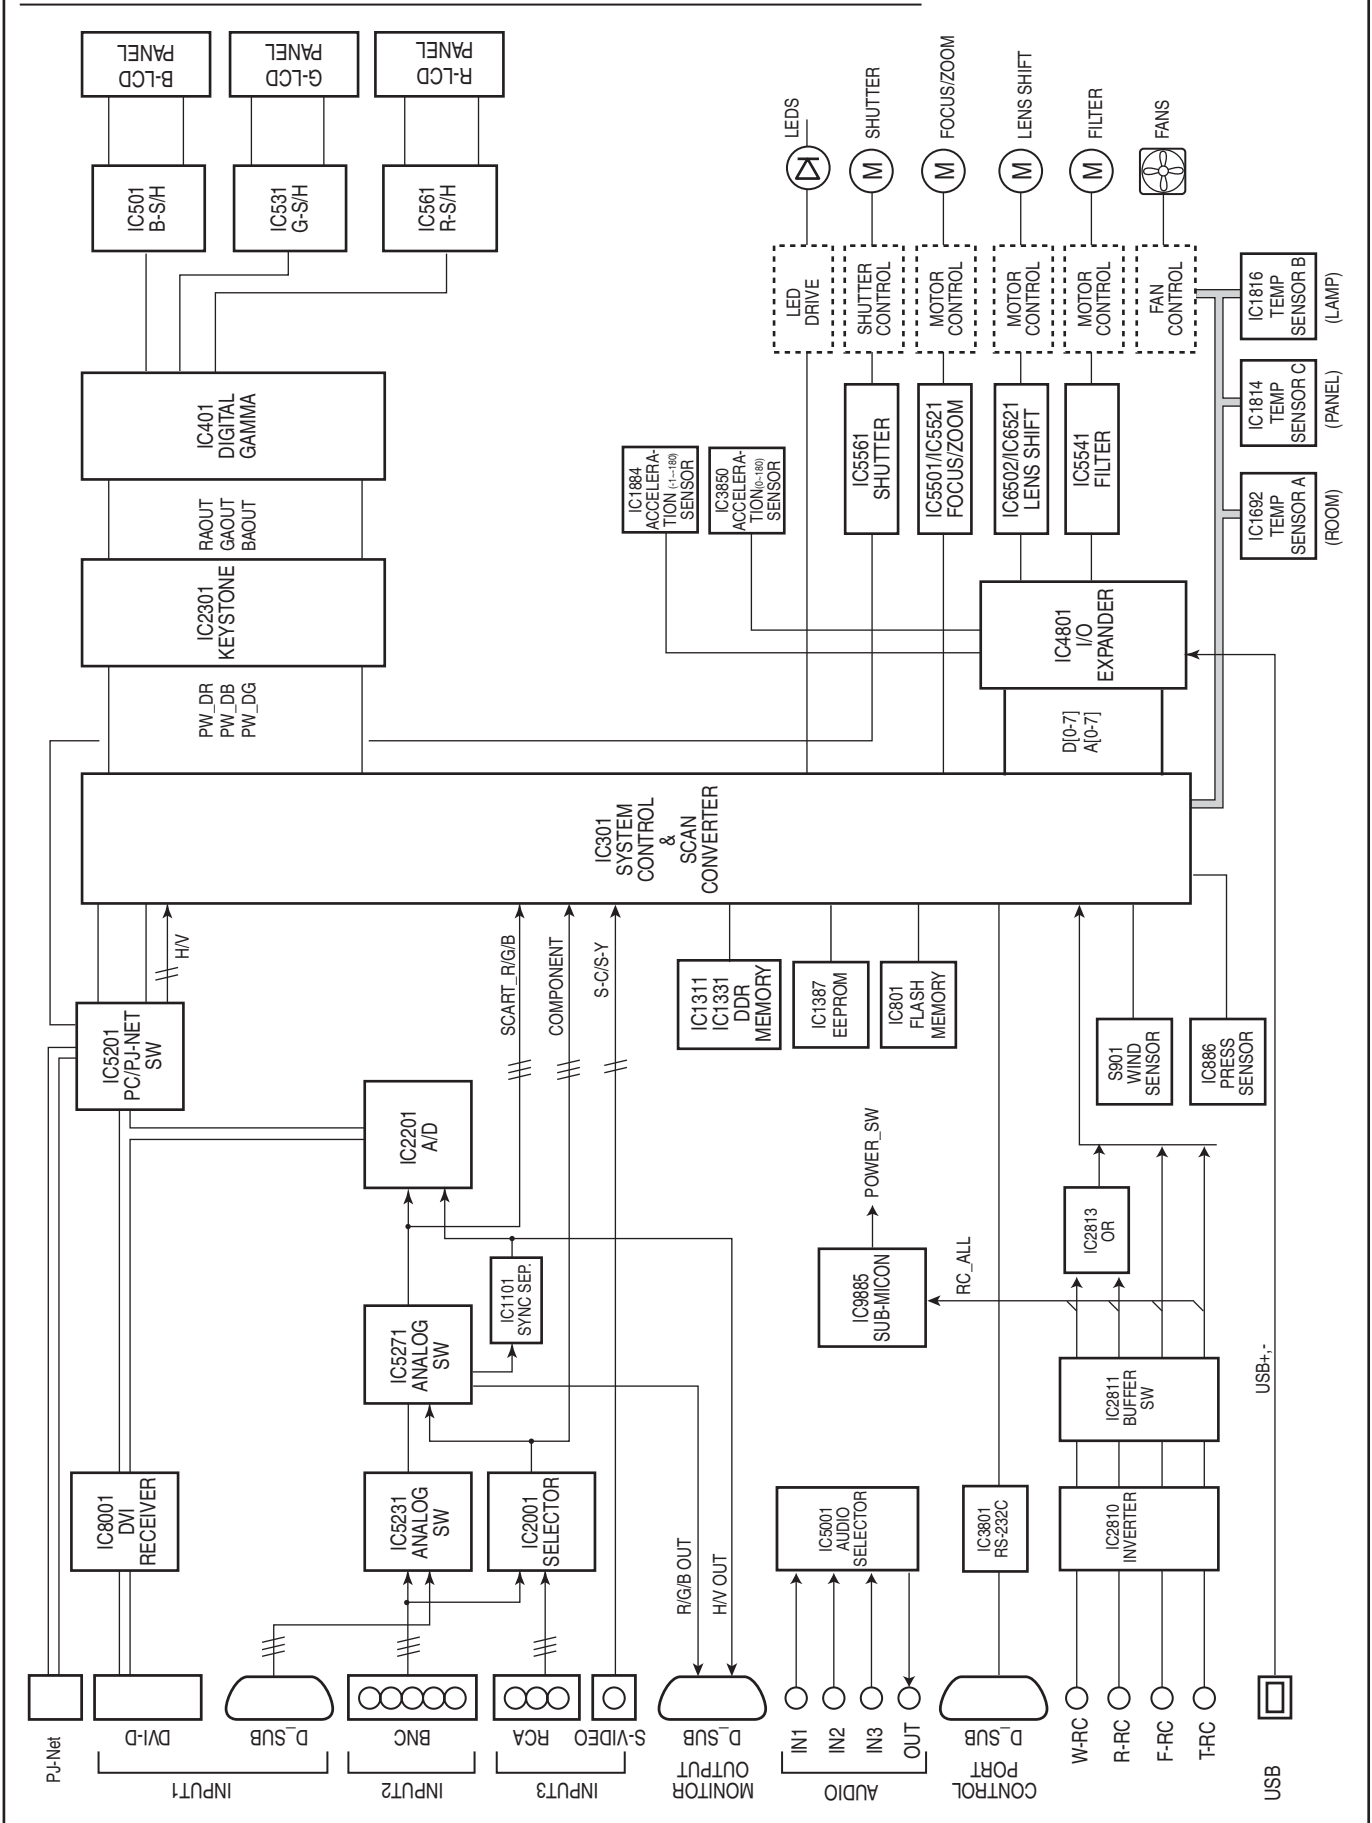 B-LCD
PANEL
G-LCD
PANEL
R-LCD
PANEL
IC501
B-S/H
IC531
G-S/H
IC561
R-S/H
IC401
DIGITAL
GAMMA
RAOUT
GAOUT
BAOUT
IC2301
KEYSTONE
PW_DR
PW_DB
PW_DG
LEDS
SHUTTER
FOCUS/ZOOM
LENS SHIFT
FILTER
FANS
M
M
M
M
LED
DRIVE
SHUTTER
CONTROL
MOTOR
CONTROL
MOTOR
CONTROL
MOTOR
CONTROL
FAN
CONTROL
IC1816
TEMP
SENSOR B
(LAMP)
IC1814
TEMP
SENSOR C
(PANEL)
IC1692
TEMP
SENSOR A
(ROOM)
IC1884
ACCELERA-
TION (-1~-180)
SENSOR
IC3850
ACCELERA-
TION(0~180)
SENSOR
IC5561
SHUTTER
IC5501/IC5521
FOCUS/ZOOM
IC6502/IC6521
LENS SHIFT
IC5541
FILTER
IC4801
I/O
EXPANDER
D[0-7]
A[0-7]
IC301
SYSTEM
CONTROL
&
SCAN
CONVERTER
H/V
SCART_R/G/B
COMPONENT
S-C/S-Y
IC5201
PC/PJ-NET
SW
IC2201
A/D
IC1311
IC1331
DDR
MEMORY
IC1387
EEPROM
IC801
FLASH
MEMORY
S901
WIND
SENSOR
IC886
PRESS
SENSOR
POWER_SW
IC9885
SUB-MICON
RC_ALL
IC2813
OR
IC1101
SYNC SEP.
IC5271
ANALOG
SW
IC2811
BUFFER
SW
USB+,-
IC8001
DVI
RECEIVER
IC5231
ANALOG
SW
IC2001
SELECTOR
R/G/B OUT
H/V OUT
IC5001
AUDIO
SELECTOR
IC3801
RS-232C
IC2810
INVERTER
PJ-Net
DVI-D
D_SUB
INPUT1
BNC
INPUT2
RCA
S-VIDEO
INPUT3
D_SUB
MONITOR
OUTPUT
IN1
IN2
IN3
OUT
AUDIO
D_SUB
CONTROL
PORT
W-RC
R-RC
F-RC
T-RC
USB